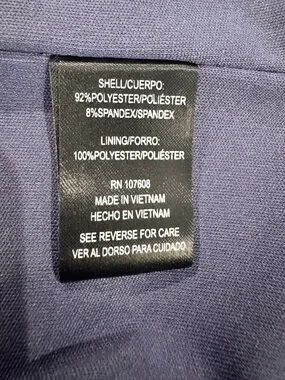 SHELL/CUERPO:
92%POLYESTER/POLIÉSTER
8%SPANDEX/SPANDEX
LINING/FORRO:
100%POLYESTER/POLIÉSTER
RN 107608
MADE IN VIETNAM
HECHO EN VIETNAM
SEE REVERSE FOR CARE
VER AL DORSO PARA CUIDADO